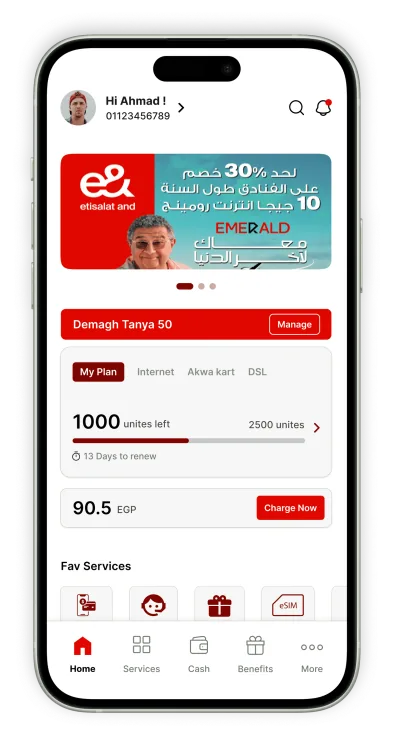 Hi Ahmad !
01123456789
لحد 30% خصم
على الفنادق طول السنة
10 جيجا انترنت رومينج
EMERALD
معاك
لآخر الدنيا
e&
etisalat and
Demagh Tanya 50
Manage
My Plan
Internet
Akwa kart
DSL
1000 unites left
2500 unites
13 Days to renew
90.5 EGP
Charge Now
Fav Services
eSIM
Home
Services
Cash
Benefits
More